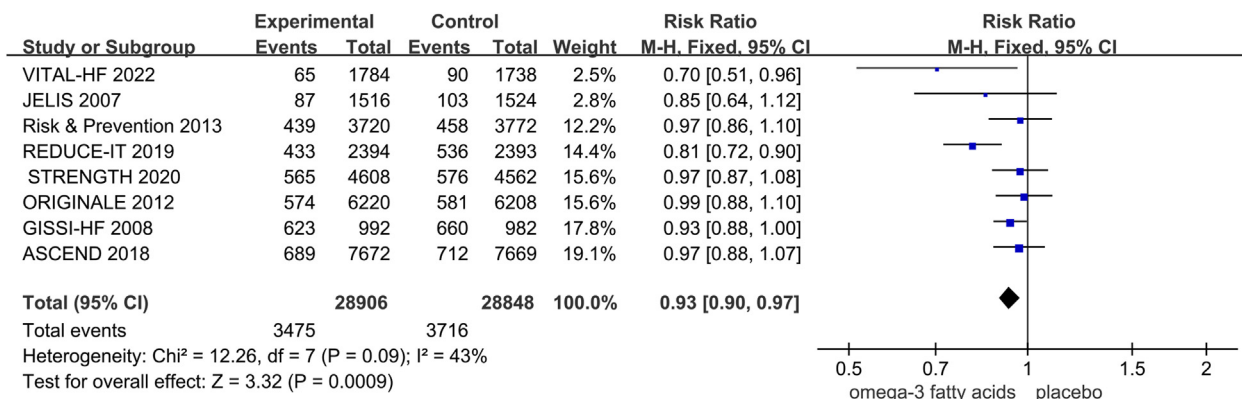 Experimental Control Risk Ratio Risk Ratio
Study or Subgroup Events Total Events Total Weight M-H, Fixed, 95% CI M-H, Fixed, 95% CI
VITAL-HF 2022 65 1784 90 1738 2.5% 0.70 [0.51, 0.96]
JELIS 2007 87 1516 103 1524 2.8% 0.85 [0.64, 1.12]
Risk & Prevention 2013 439 3720 458 3772 12.2% 0.97 [0.86, 1.10]
REDUCE-IT 2019 433 2394 536 2393 14.4% 0.81 [0.72, 0.90]
STRENGTH 2020 565 4608 576 4562 15.6% 0.97 [0.87, 1.08]
ORIGINALE 2012 574 6220 581 6208 15.6% 0.99 [0.88, 1.10]
GISSI-HF 2008 623 992 660 982 17.8% 0.93 [0.88, 1.00]
ASCEND 2018 689 7672 712 7669 19.1% 0.97 [0.88, 1.07]
Total (95% CI) 28906 28848 100.0% 0.93 [0.90, 0.97]
Total events 3475 3716
Heterogeneity: Chi² = 12.26, df = 7 (P = 0.09); I² = 43%
Test for overall effect: Z = 3.32 (P = 0.0009)
0.5 0.7 1 1.5 2
omega-3 fatty acids placebo